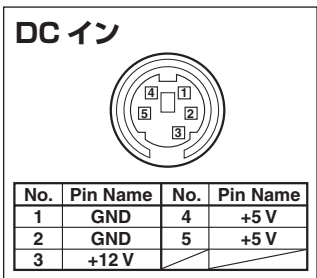 DC イン
4 1
5 2
3
No. Pin Name No. Pin Name
1 GND 4 +5 V
2 GND 5 +5 V
3 +12 V